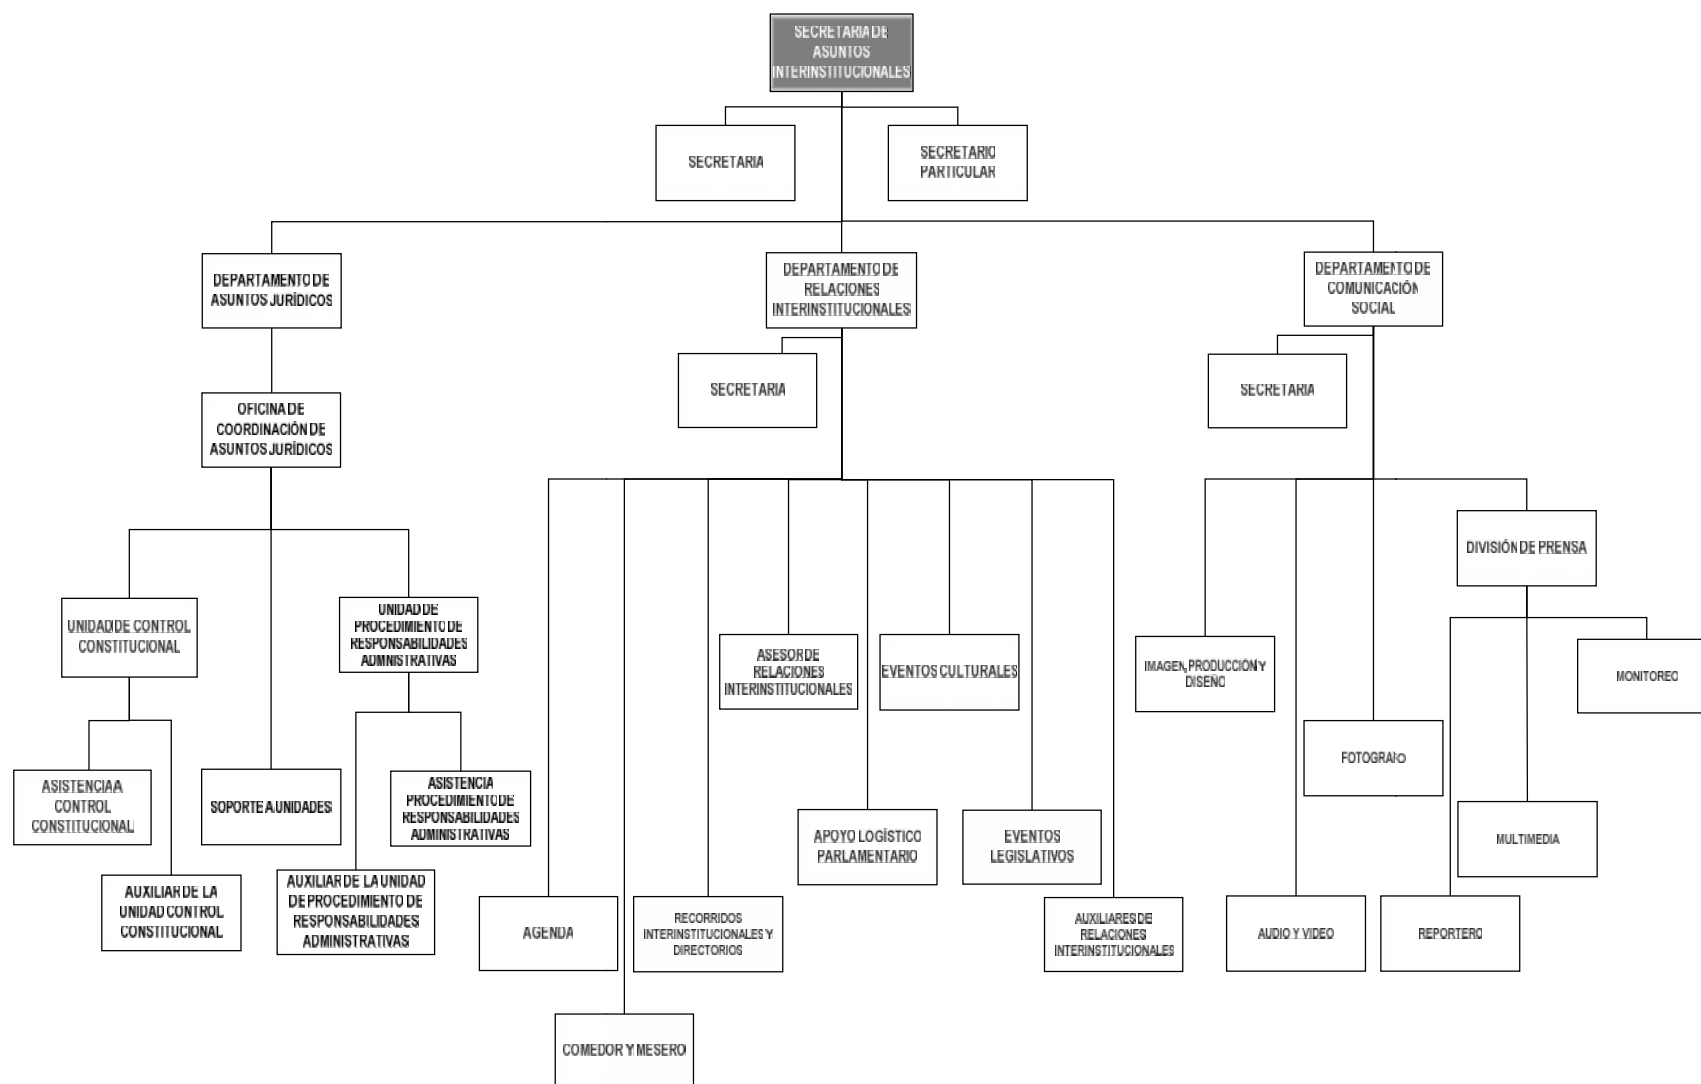 SECRETARIA DE
ASUNTOS
INTERINSTITUCIONALES
SECRETARIA
SECRETARIO
PARTICULAR
DEPARTAMENTO DE
ASUNTOS JURÍDICOS
DEPARTAMENTO DE
RELACIONES
INTERINSTITUCIONALES
DEPARTAMENTO DE
COMUNICACIÓN
SOCIAL
SECRETARIA
SECRETARIA
OFICINA DE
COORDINACIÓN DE
ASUNTOS JURÍDICOS
DIVISIÓN DE PRENSA
UNIDAD DE CONTROL
CONSTITUCIONAL
UNIDAD DE
PROCEDIMIENTO DE
RESPONSABILIDADES
ADMNISTRATIVAS
ASESOR DE
RELACIONES
INTERINSTITUCIONALES
EVENTOS CULTURALES
IMAGEN, PRODUCCIÓN Y
DISEÑO
MONITOREO
FOTOGRAFO
ASISTENCIA A
CONTROL
CONSTITUCIONAL
SOPORTE A UNIDADES
ASISTENCIA
PROCEDIMIENTO DE
RESPONSABILIDADES
ADMINISTRATIVAS
APOYO LOGÍSTICO
PARLAMENTARIO
EVENTOS
LEGISLATIVOS
MULTIMEDIA
AUXILIAR DE LA
UNIDAD CONTROL
CONSTITUCIONAL
AUXILIAR DE LA UNIDAD
DE PROCEDIMIENTO DE
RESPONSABILIDADES
ADMINISTRATIVAS
AGENDA
RECORRIDOS
INTERINSTITUCIONALES Y
DIRECTORIOS
AUXILIARES DE
RELACIONES
INTERINSTITUCIONALES
AUDIO Y VIDEO
REPORTERO
COMEDOR Y MESERO